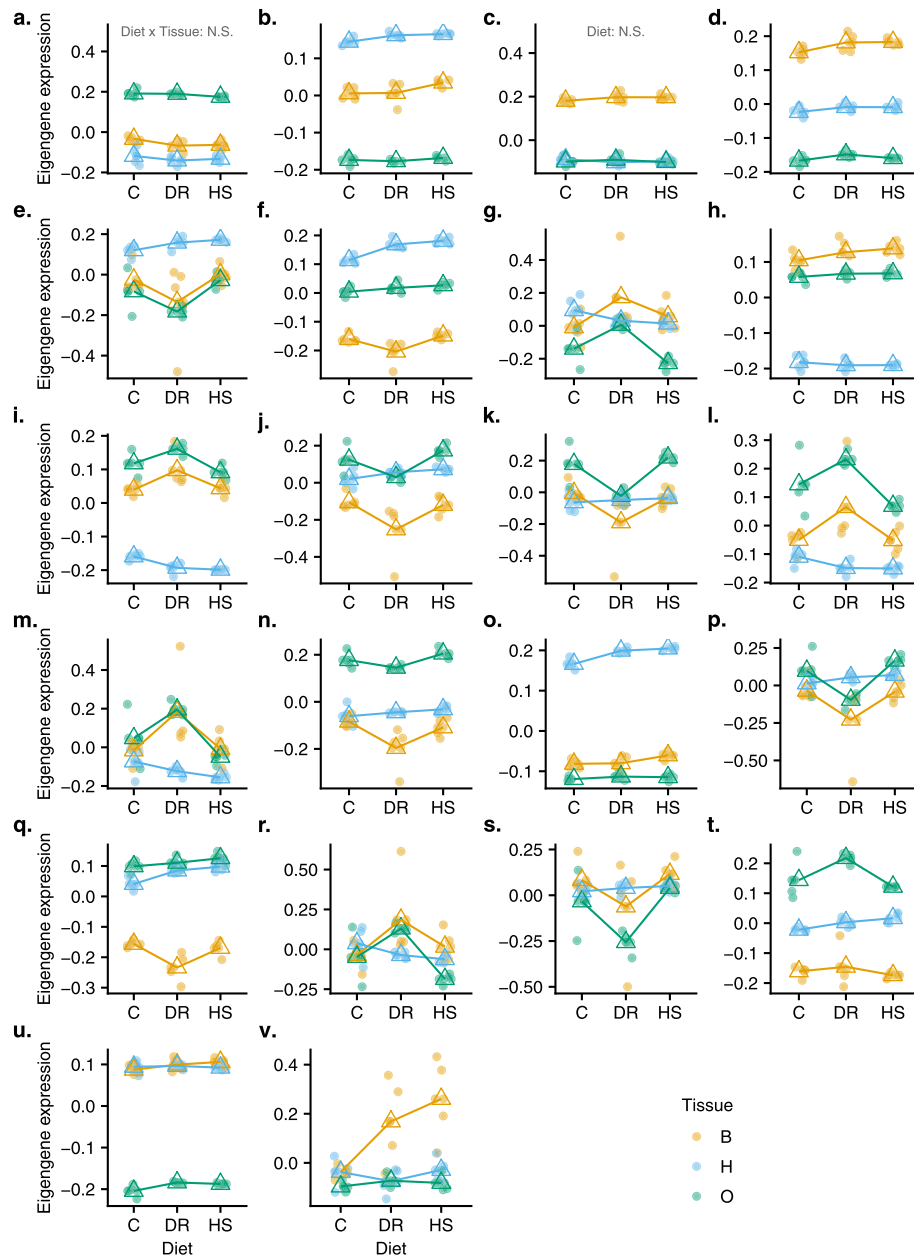 a. b. c. d.
Diet x Tissue: N.S. Diet: N.S.
Eigengene expression
0.4 0.2 0.0 −0.2
0.1 0.0 −0.1 −0.2
0.4 0.2 0.0
0.2 0.1 0.0 −0.1 −0.2
C DR HS C DR HS C DR HS C DR HS
e. f. g. h.
Eigengene expression
0.2 0.0 −0.2 −0.4
0.2 0.1 0.0 −0.1 −0.2
0.4 0.2 0.0 −0.2
0.1 0.0 −0.1 −0.2
C DR HS C DR HS C DR HS C DR HS
i. j. k. l.
Eigengene expression
0.2 0.1 0.0 −0.1 −0.2
0.2 0.0 −0.2 −0.4
0.2 0.0 −0.2 −0.4
0.3 0.2 0.1 0.0 −0.1 −0.2
C DR HS C DR HS C DR HS C DR HS
m. n. o. p.
Eigengene expression
0.4 0.2 0.0 −0.2
0.2 0.0 −0.2
0.2 0.1 0.0 −0.1
0.25 0.00 −0.25 −0.50
C DR HS C DR HS C DR HS C DR HS
q. r. s. t.
Eigengene expression
0.1 0.0 −0.1 −0.2 −0.3
0.50 0.25 0.00 −0.25
0.25 0.00 −0.25 −0.50
0.2 0.1 0.0 −0.1 −0.2
C DR HS C DR HS C DR HS C DR HS
u. v.
Eigengene expression
0.1 0.0 −0.1 −0.2
0.4 0.2 0.0
C DR HS C DR HS
Diet Diet
Tissue
B
H
O